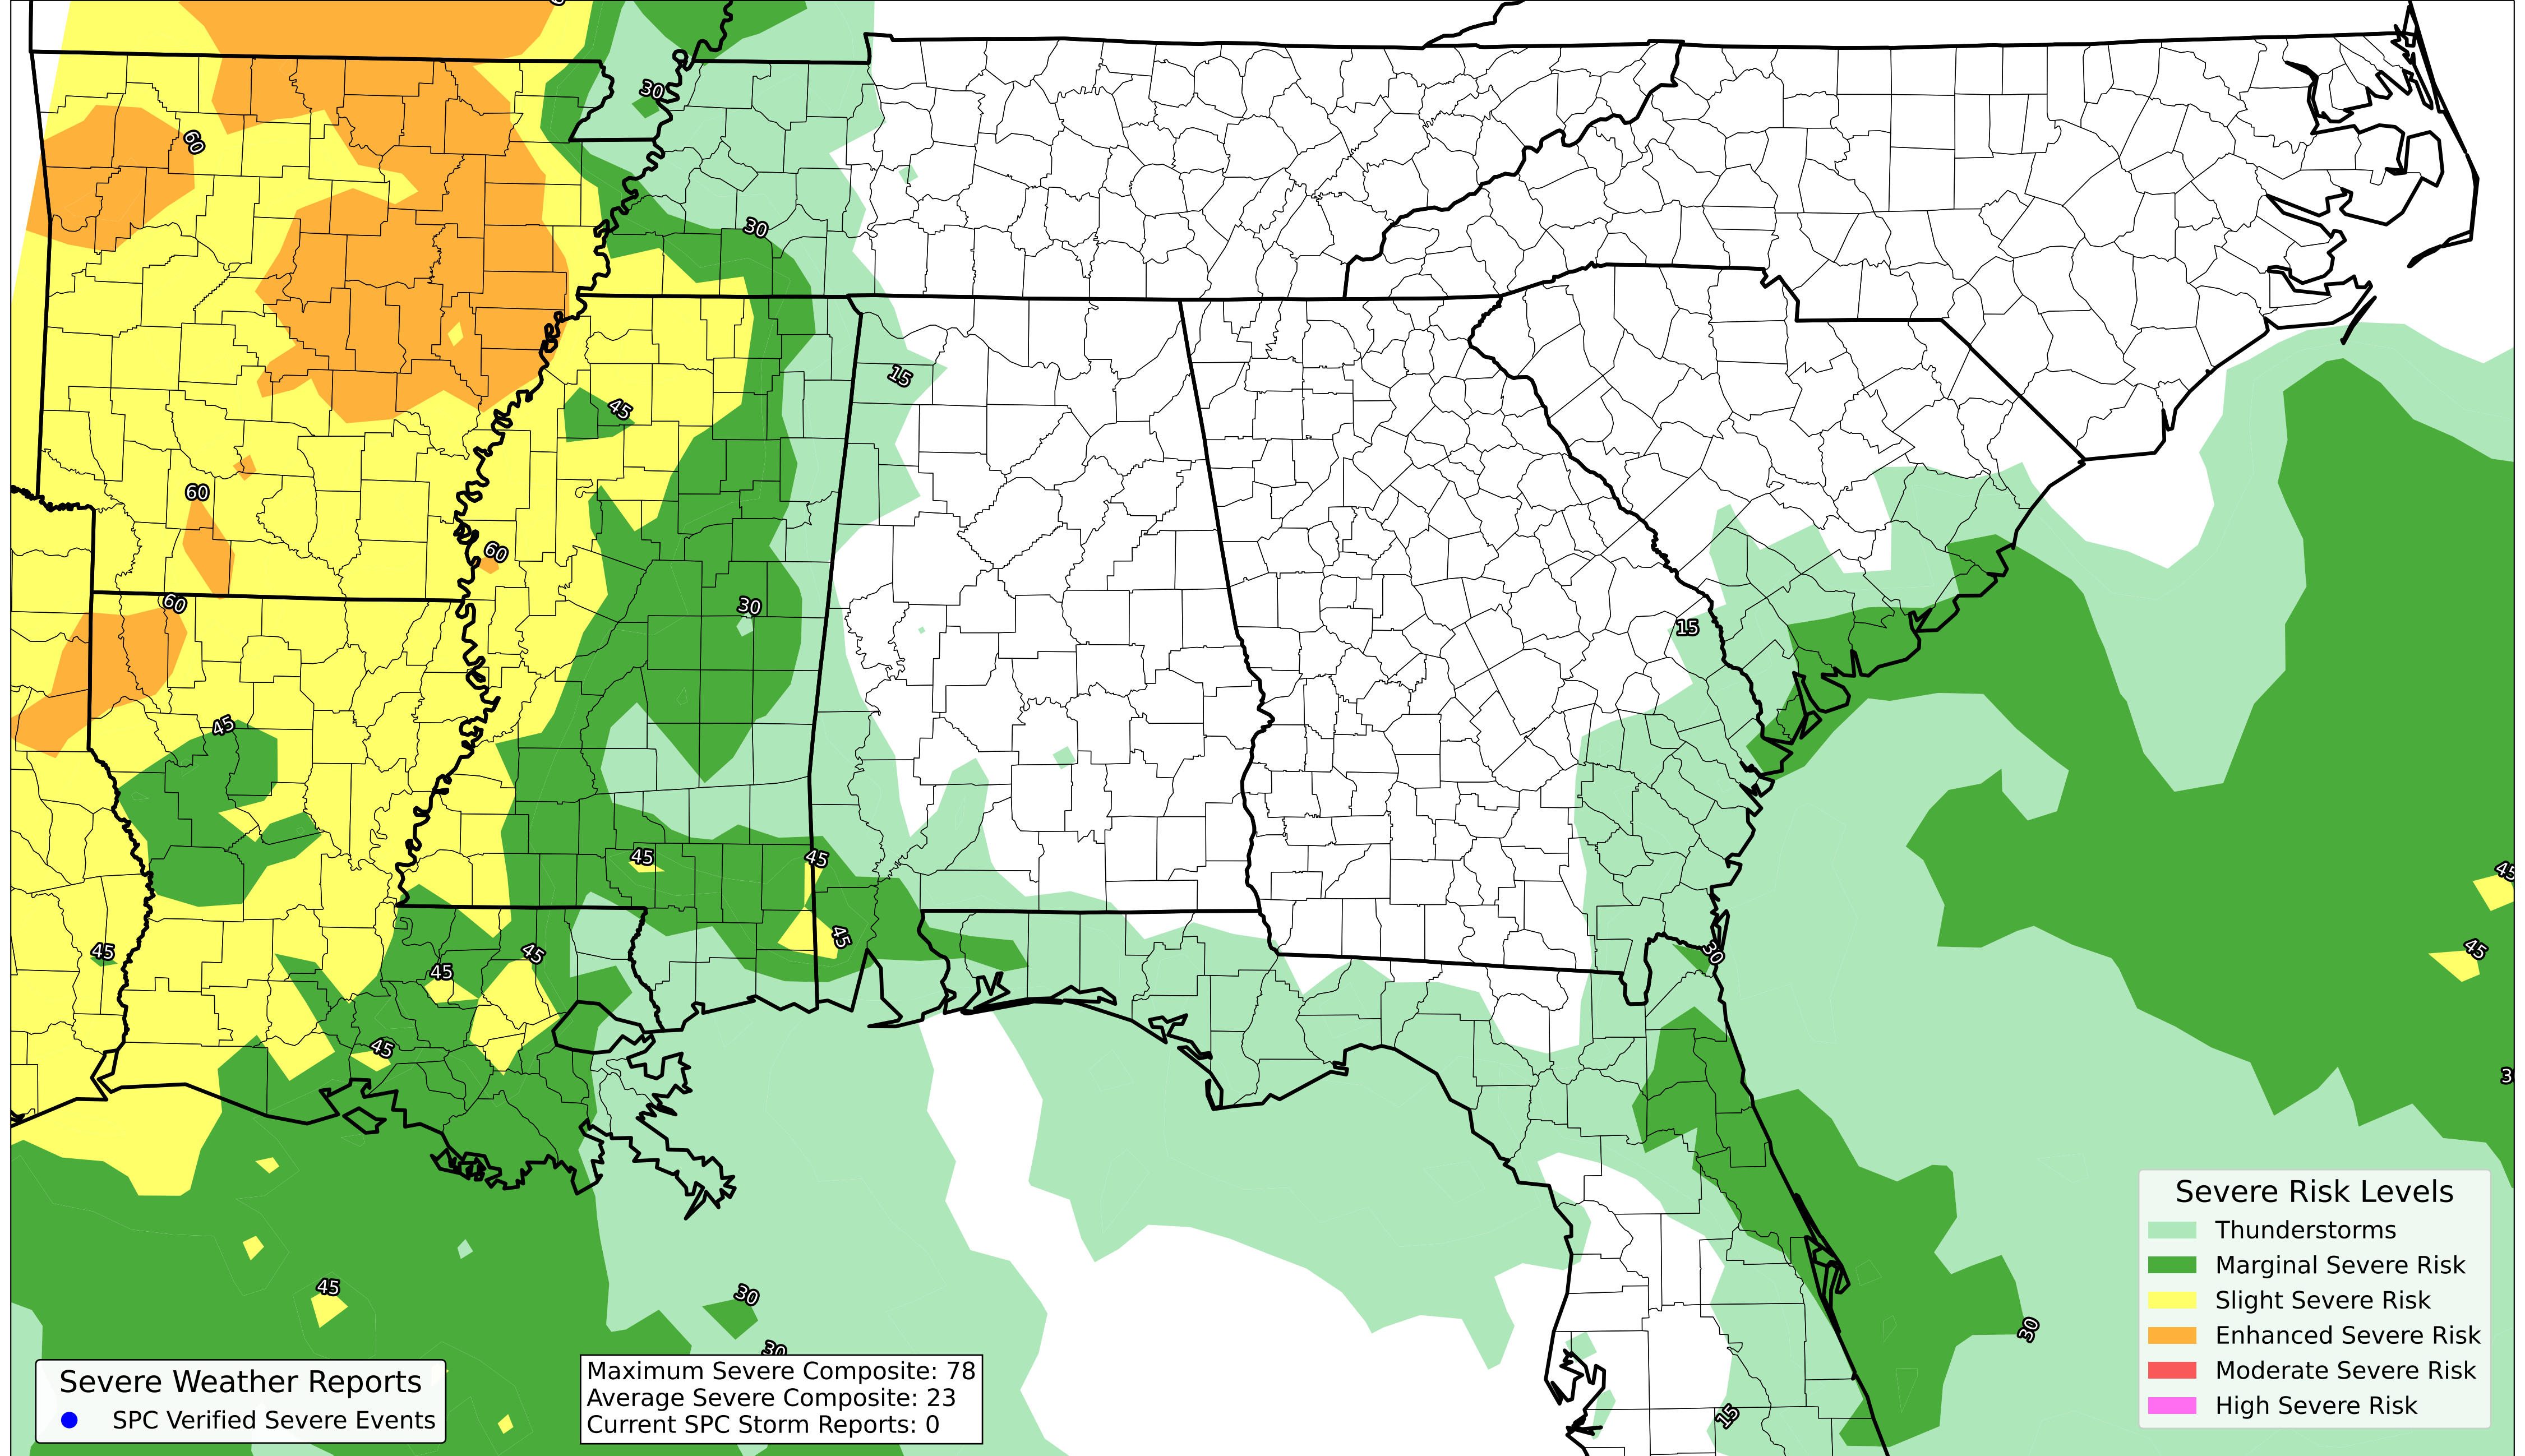 30
60
30
15
45
60
60
60
30
15
45
45
45
45
45
30
45
45
45
45
45
3
30
45
30
30
15
Severe Risk Levels
Thunderstorms
Marginal Severe Risk
Slight Severe Risk
Enhanced Severe Risk
Moderate Severe Risk
High Severe Risk
Severe Weather Reports
SPC Verified Severe Events
Maximum Severe Composite: 78
Average Severe Composite: 23
Current SPC Storm Reports: 0